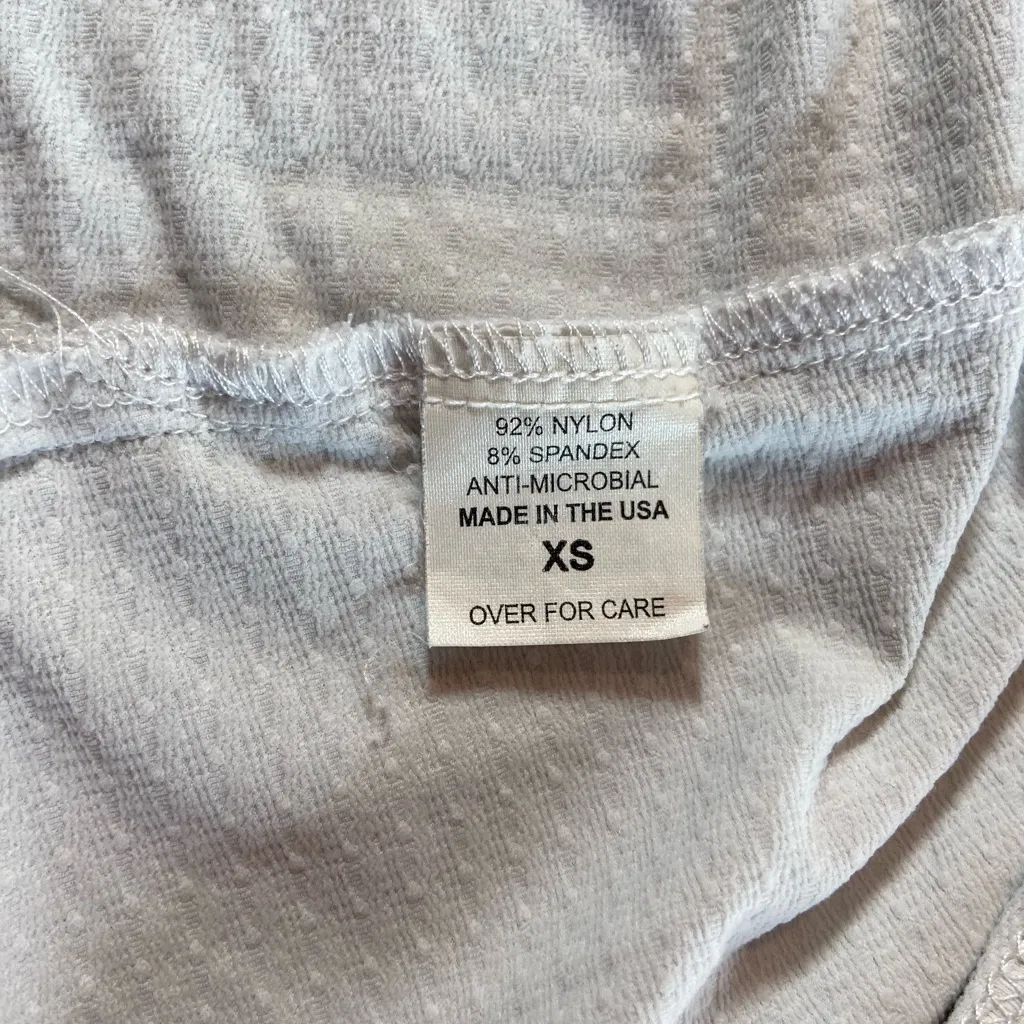 92% NYLON
8% SPANDEX
ANTI-MICROBIAL
MADE IN THE USA
XS
OVER FOR CARE